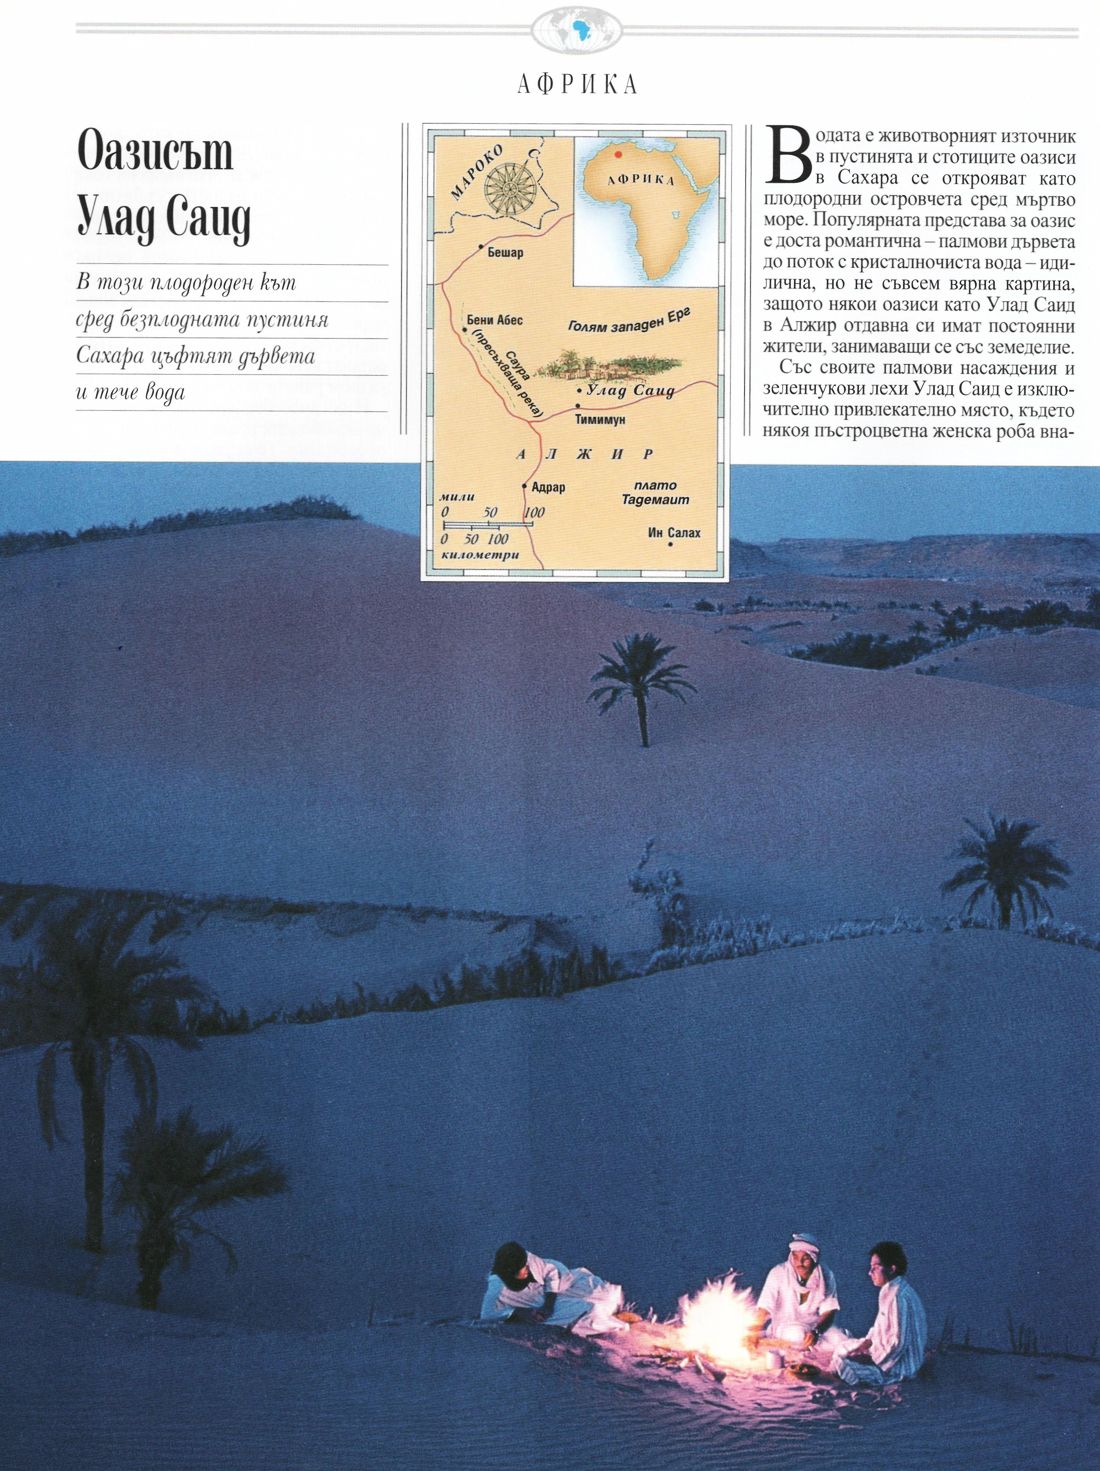 АФРИКА
Оазисът
Улад Саид
В този плодороден кът
сред безплодната пустиня
Сахара цъфтят дървета
и тече вода
МАРОКО
АФРИКА
Бешар
Бени Абес
Голям западен Ерг
Саура
(пресъхваща река)
Улад Саид
Тимимун
АЛЖИР
Адрар
плато
Тадемаит
Ин Салах
мили
0 50 100
0 50 100
километри
Водата е животворният източник
в пустинята и стотиците оазиси
в Сахара се открояват като
плодородни островчета сред мъртво
море. Популярната представа за оазис
е доста романтична – палмови дървета
до поток с кристалночиста вода – иди-
лична, но не съвсем вярна картина,
защото някои оазиси като Улад Саид
в Алжир отдавна си имат постоянни
жители, занимаващи се със земеделие.
Със своите палмови насаждения и
зеленчукови лехи Улад Саид е изклю-
чително привлекателно място, където
някоя пъстроцветна женска роба вна-